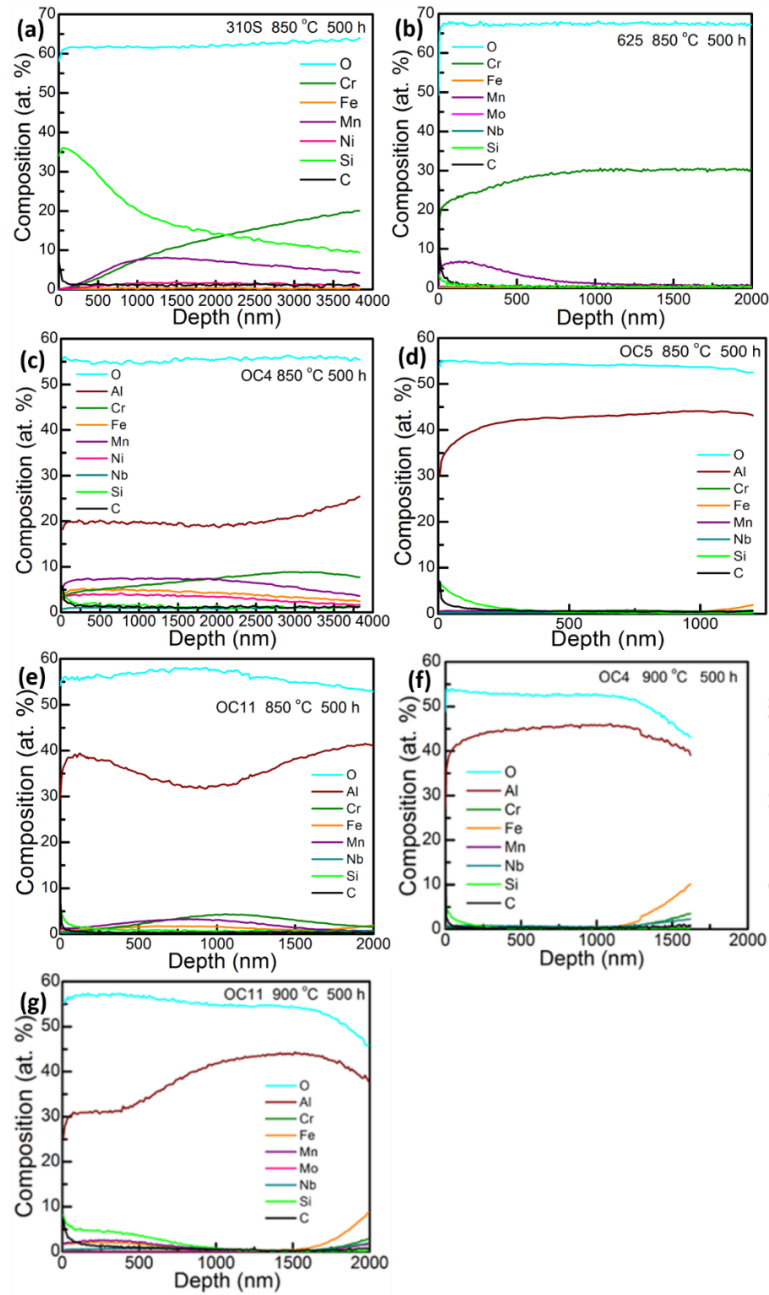 (a) 310S 850 °C 500 h
Composition (at. %)
70
60
50
40
30
20
10
0
O
Cr
Fe
Mn
Ni
Si
C
0 500 1000 1500 2000 2500 3000 3500 4000
Depth (nm)
(b) 625 850 °C 500 h
Composition (at. %)
70
60
50
40
30
20
10
0
O
Cr
Fe
Mn
Mo
Nb
Si
C
0 500 1000 1500 2000
Depth (nm)
(c) OC4 850 °C 500 h
Composition (at. %)
60
50
40
30
20
10
0
O
Al
Cr
Fe
Mn
Ni
Nb
Si
C
0 500 1000 1500 2000 2500 3000 3500
Depth (nm)
(d) OC5 850 °C 500 h
Composition (at. %)
60
50
40
30
20
10
0
O
Al
Cr
Fe
Mn
Nb
Si
C
0 500 1000
Depth (nm)
(e) OC11 850 °C 500 h
Composition (at. %)
60
50
40
30
20
10
0
O
Al
Cr
Fe
Mn
Nb
Si
C
0 500 1000 1500 2000
Depth (nm)
(f) OC4 900 °C 500 h
Composition (at. %)
60
50
40
30
20
10
0
O
Al
Cr
Fe
Mn
Nb
Si
C
0 500 1000 1500 2000
Depth (nm)
(g) OC11 900 °C 500 h
Composition (at. %)
60
50
40
30
20
10
0
O
Al
Cr
Fe
Mn
Mo
Nb
Si
C
0 500 1000 1500 2000
Depth (nm)